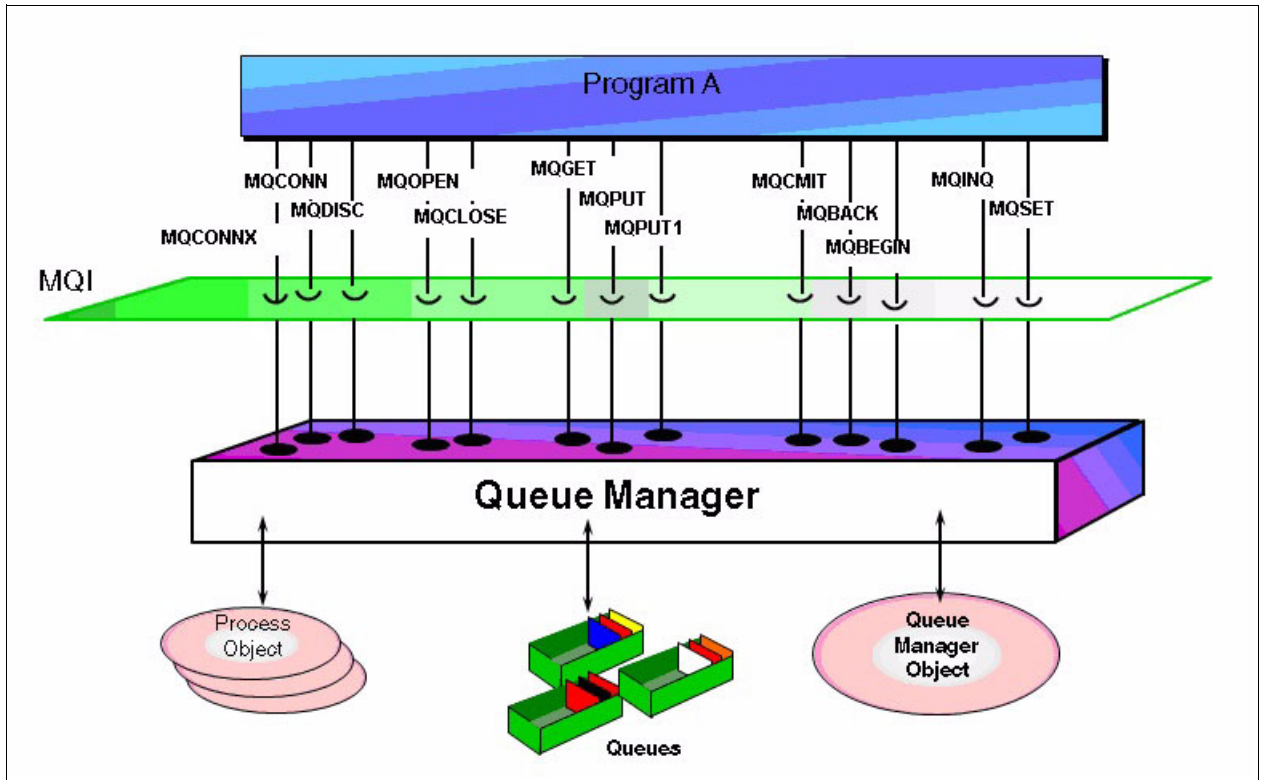 Program A
MQCONN
MQOPEN
MQGET
MQCMIT
MQINQ
MQDISC
MQCLOSE
MQPUT
MQBACK
MQSET
MQCONNX
MQPUT1
MQBEGIN
MQI
Queue Manager
Process
Object
Queue
Manager
Object
Queues